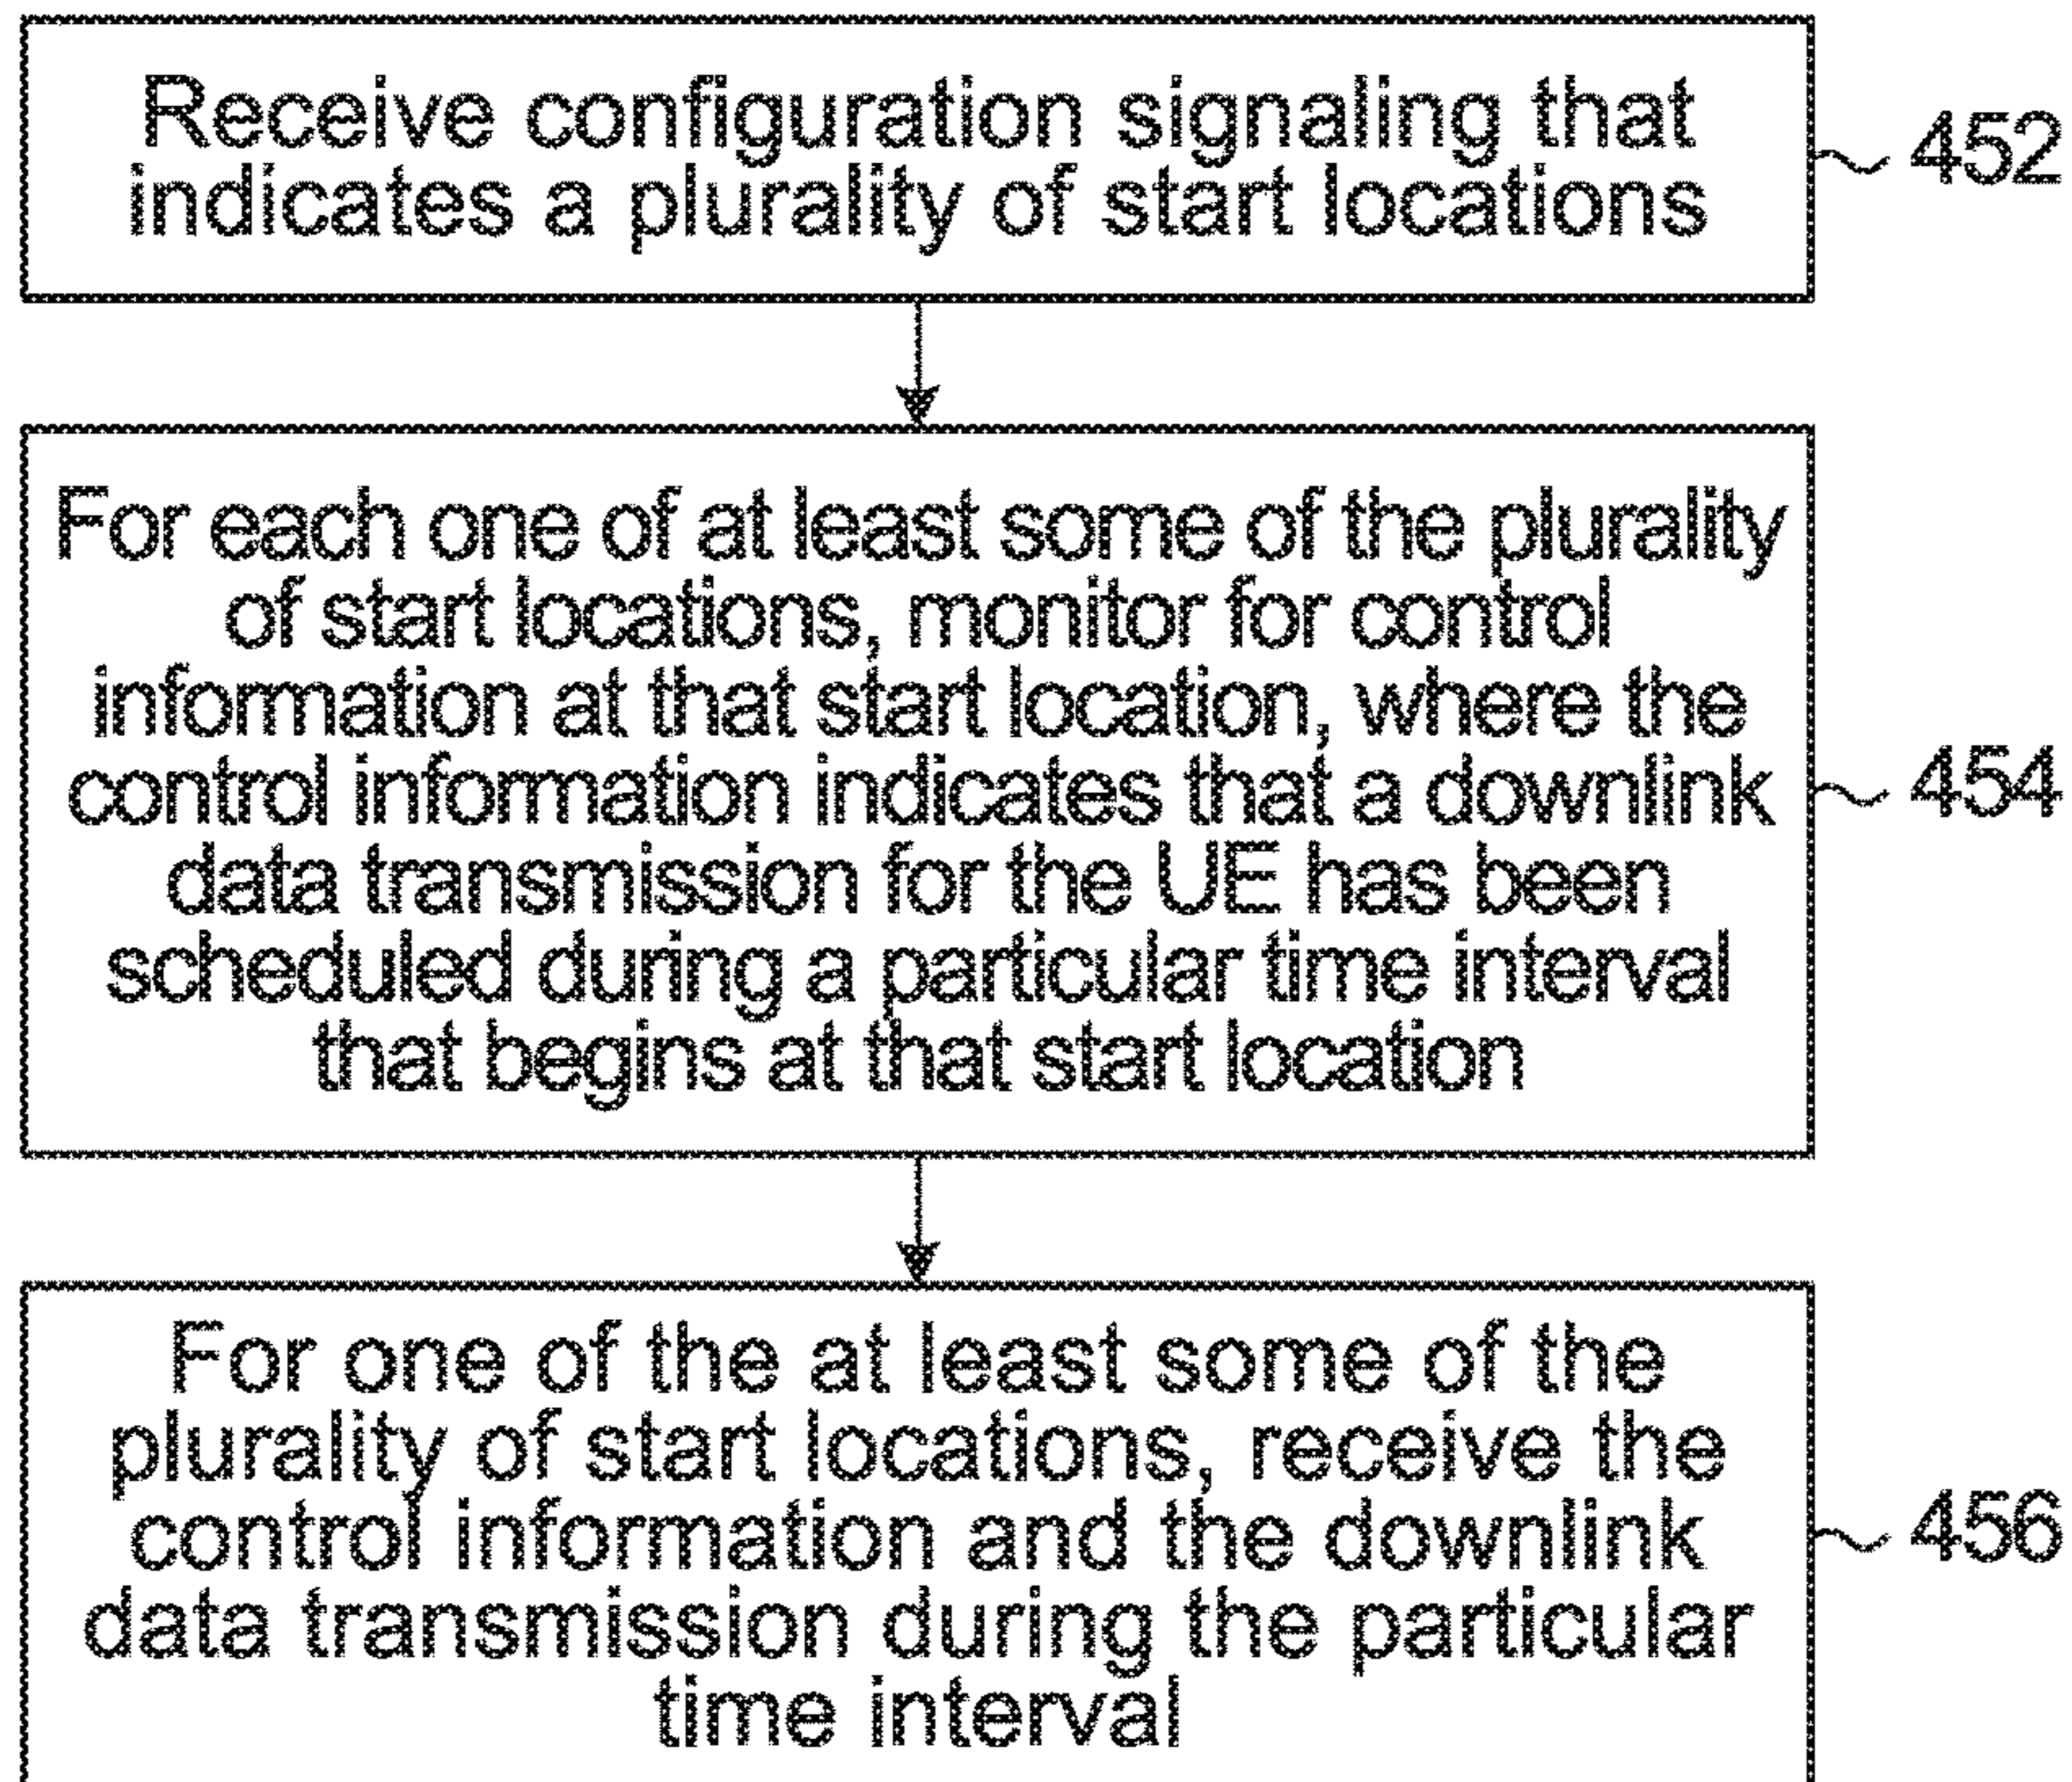 Receive configuration signaling that
indicates a plurality of start locations
452
For each one of at least some of the plurality
of start locations, monitor for control
information at that start location, where the
control information indicates that a downlink
data transmission for the UE has been
scheduled during a particular time interval
that begins at that start location
454
For one of the at least some of the
plurality of start locations, receive the
control information and the downlink
data transmission during the particular
time interval
456